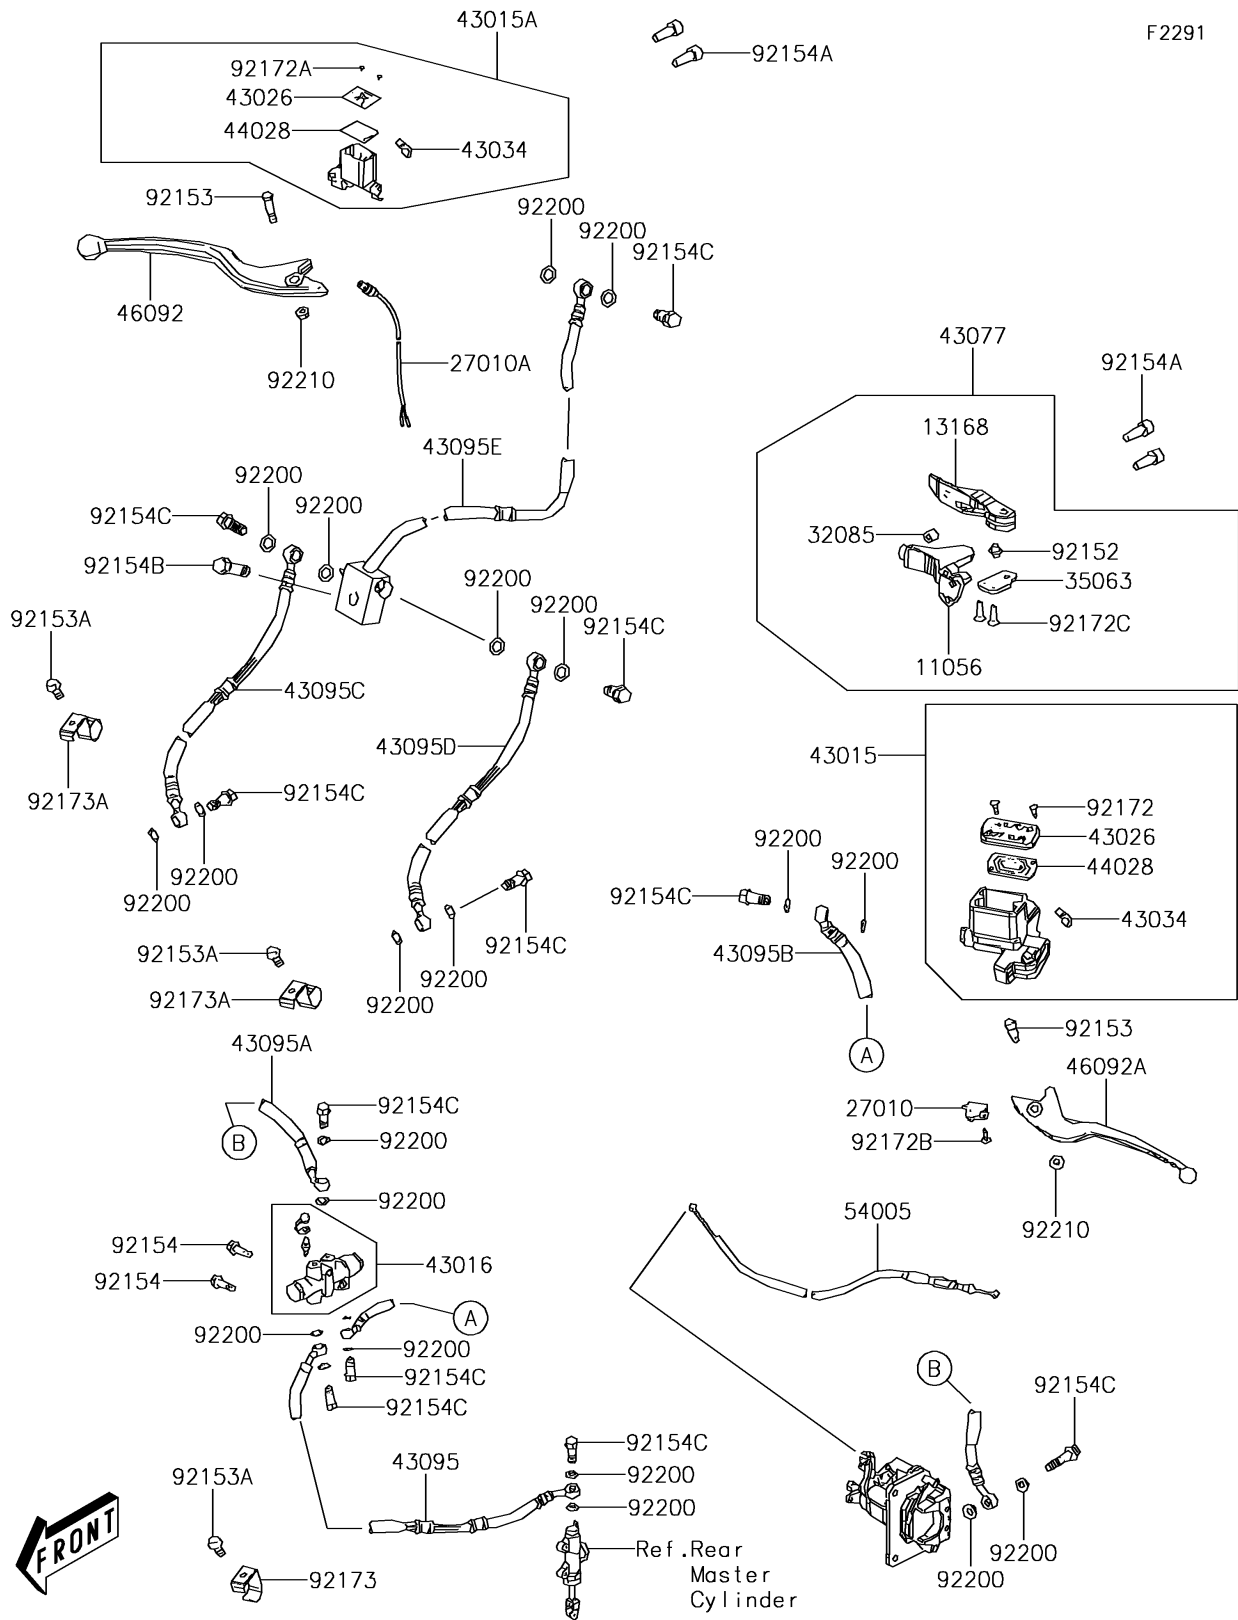 43015A
F2291
92154A
92172A
43026
44028
43034
92153
92200
92200
92154C
46092
92210
27010A
43077
92154A
13168
43095E
92200
92200
92154C
92154B
32085
92152
35063
92172C
11056
92200
92200
92154C
92153A
43095C
43095D
43015
92173A
92154C
92172
43026
44028
43034
92200
92200
92200
92200
92154C
43095B
92154C
92200
92200
92153A
92173A
92153
43095A
A
46092A
92154C
B
92200
27010
92172B
92200
54005
92210
92154
92154
43016
A
92200
92200
92154C
92154C
B
92154C
92153A
43095
92154C
92200
92200
FRONT
92173
Ref.Rear
Master
Cylinder
92200
92200